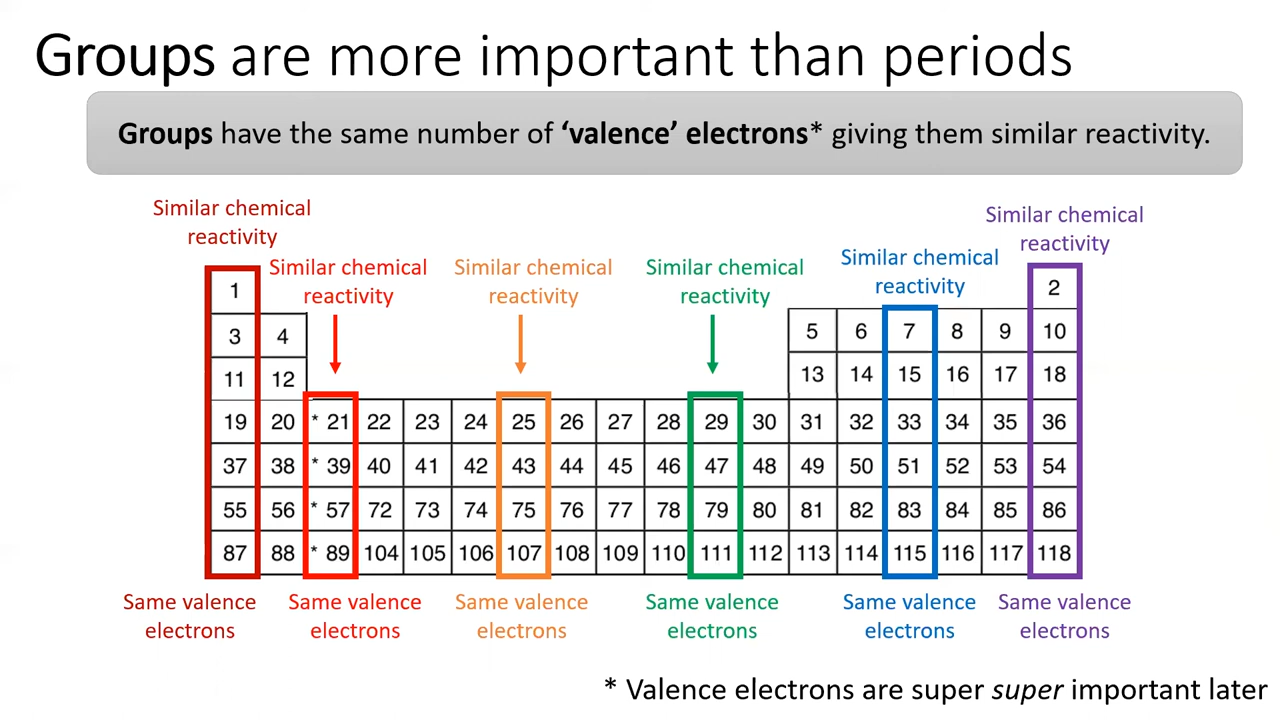 Groups are more important than periods
Groups have the same number of ‘valence’ electrons* giving them similar reactivity.
Similar chemical
reactivity
Similar chemical
reactivity
Similar chemical
reactivity
Similar chemical
reactivity
Similar chemical
reactivity
Similar chemical
reactivity
1 2
3 4 5 6 7 8 9 10
11 12 13 14 15 16 17 18
19 20 * 21 22 23 24 25 26 27 28 29 30 31 32 33 34 35 36
37 38 * 39 40 41 42 43 44 45 46 47 48 49 50 51 52 53 54
55 56 * 57 72 73 74 75 76 77 78 79 80 81 82 83 84 85 86
87 88 * 89 104 105 106 107 108 109 110 111 112 113 114 115 116 117 118
Same valence
electrons
Same valence
electrons
Same valence
electrons
Same valence
electrons
Same valence
electrons
Same valence
electrons
* Valence electrons are super super important later